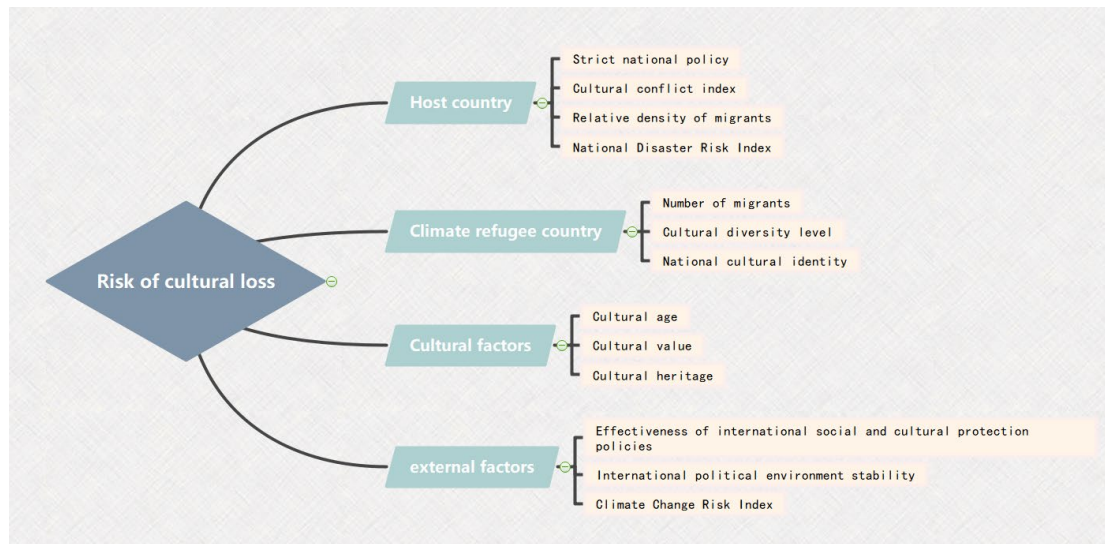 Risk of cultural loss
Host country
Strict national policy
Cultural conflict index
Relative density of migrants
National Disaster Risk Index
Climate refugee country
Number of migrants
Cultural diversity level
National cultural identity
Cultural factors
Cultural age
Cultural value
Cultural heritage
external factors
Effectiveness of international social and cultural protection
policies
International political environment stability
Climate Change Risk Index